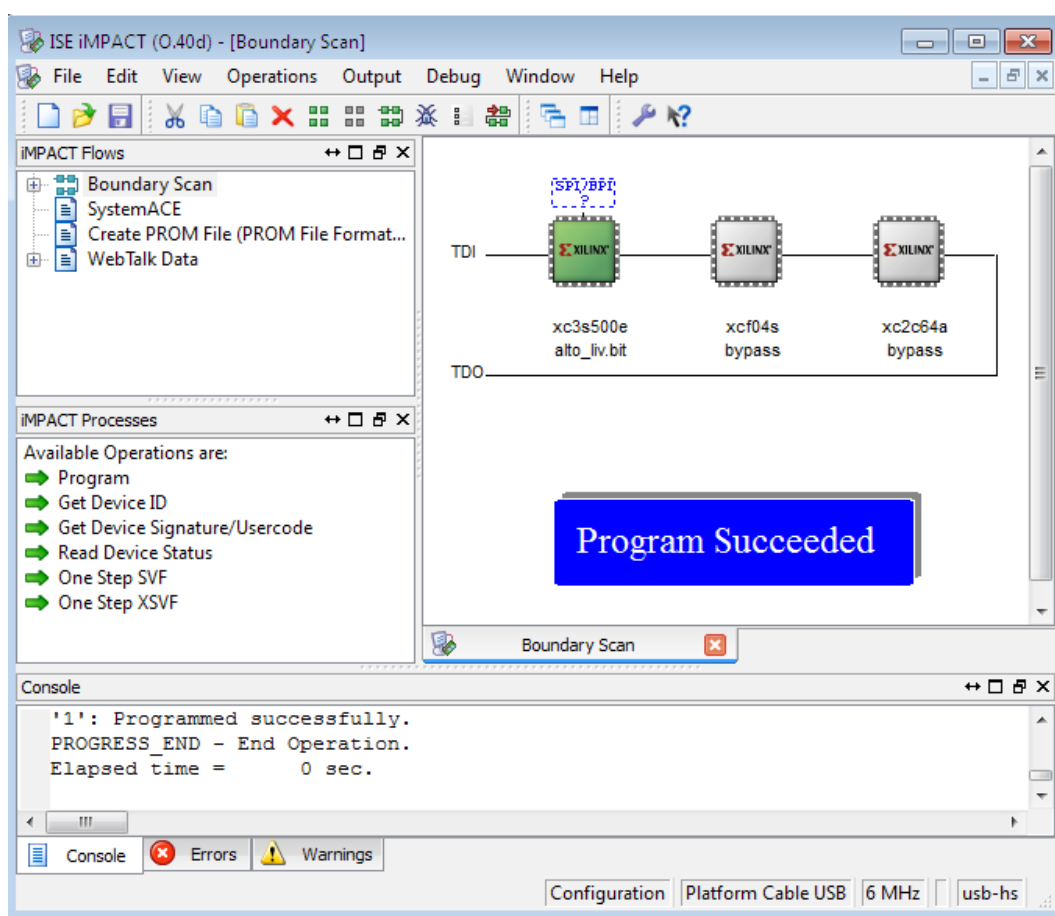 ISE iMPACT (O.40d) - [Boundary Scan]
File Edit View Operations Output Debug Window Help
iMPACT Flows
Boundary Scan
SystemACE
Create PROM File (PROM File Format...
WebTalk Data
iMPACT Processes
Available Operations are:
Program
Get Device ID
Get Device Signature/Usercode
Read Device Status
One Step SVF
One Step XSVF
SPI/BPI
?
TDI
XILINX XILINX XILINX
xc3s500e xcf04s xc2c64a
alto_liv.bit bypass bypass
TDO
Program Succeeded
Boundary Scan
Console
'1': Programmed successfully.
PROGRESS_END - End Operation.
Elapsed time = 0 sec.
Console Errors Warnings
Configuration Platform Cable USB 6 MHz usb-hs